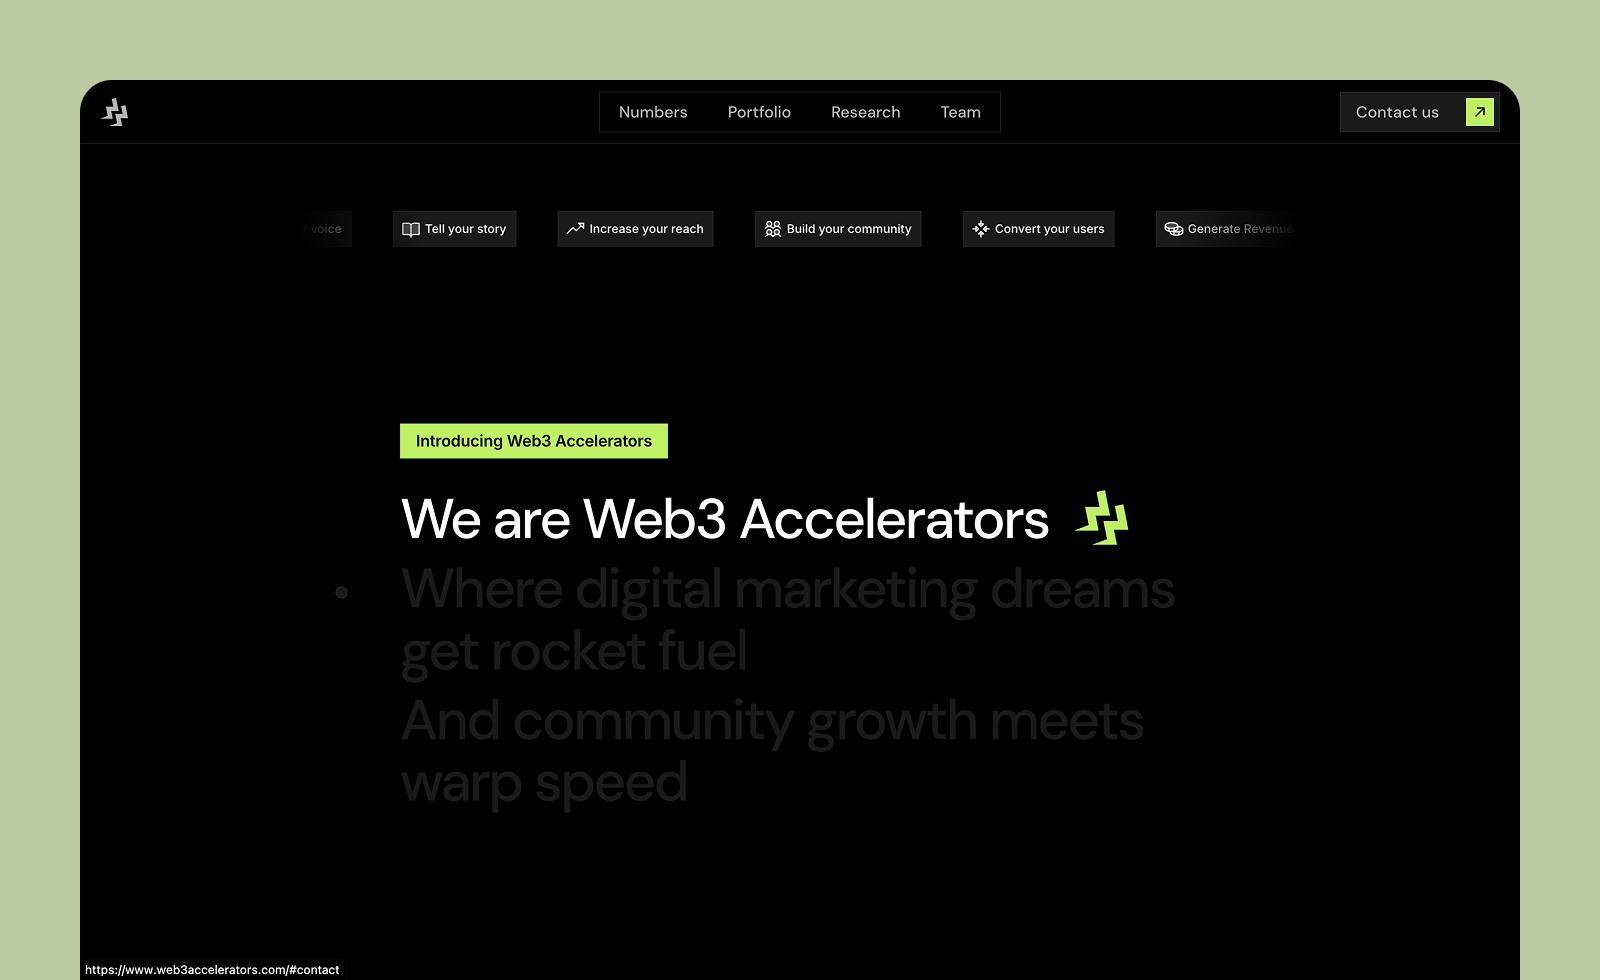 Numbers
Portfolio
Research
Team
Contact us
voice
Tell your story
Increase your reach
Build your community
Convert your users
Generate Revenue
Introducing Web3 Accelerators
We are Web3 Accelerators
Where digital marketing dreams
get rocket fuel
And community growth meets
warp speed
https://www.web3accelerators.com/#contact